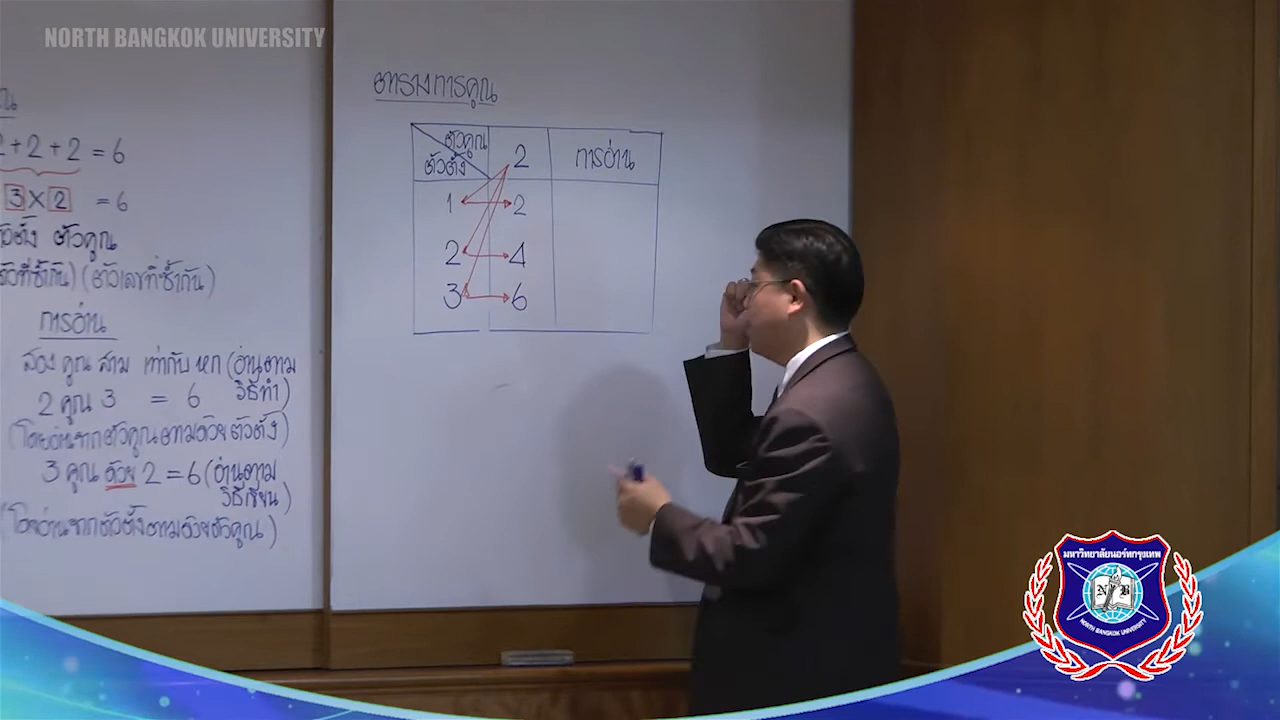 NORTH BANGKOK UNIVERSITY
2+2+2 = 6
3 × 2 = 6
ตัวตั้ง ตัวคูณ
(ตัวเลขที่ซ้ำกัน)
การอ่าน
สอง คูณ สาม เท่ากับ หก (อ่านตาม
วิธีทำ)
2 คูณ 3 = 6
(โดยอ่านจากตัวคูณตามด้วยตัวตั้ง)
3 คูณ ด้วย 2 = 6 (อ่านตาม
วิธีเขียน)
(โดยอ่านจากตัวตั้งตามด้วยตัวคูณ)
ตารางการคูณ
ตัวคูณ
ตัวตั้ง
2 การอ่าน
1 2
2 4
3 6
มหาวิทยาลัยนอร์ทกรุงเทพ
N B
NORTH BANGKOK UNIVERSITY